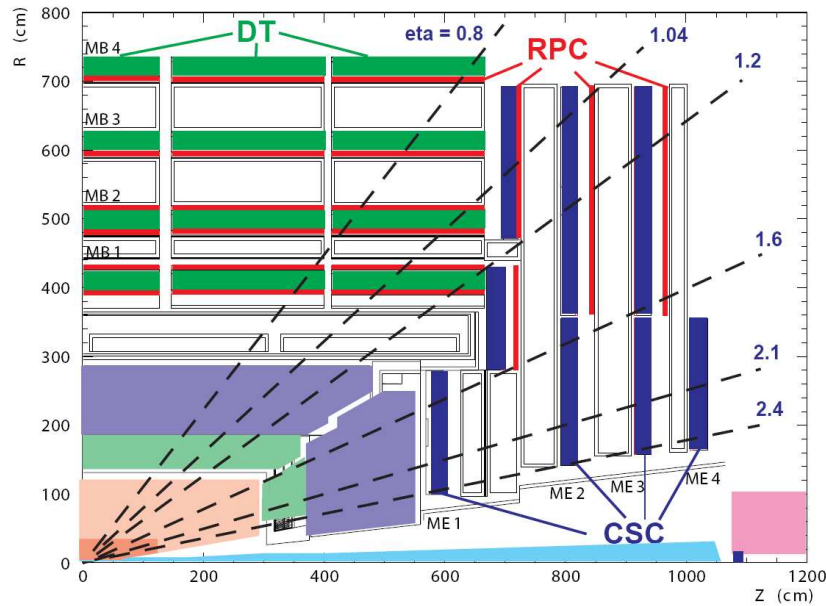 R (cm)
800
700
600
500
400
300
200
100
0
MB 4
MB 3
MB 2
MB 1
DT
eta = 0.8
1.04
RPC
1.2
1.6
2.1
2.4
ME 1
ME 2
ME 3
ME 4
CSC
0
200
400
600
800
1000
1200
Z (cm)